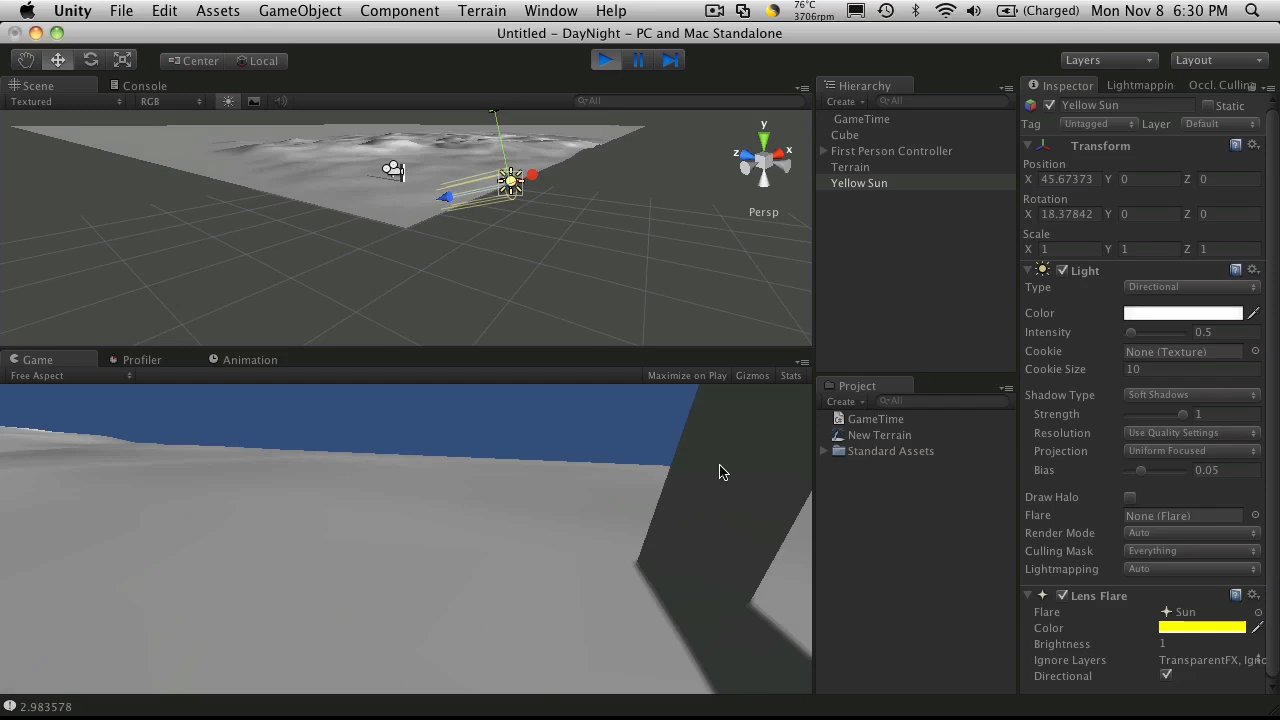 Unity File Edit Assets GameObject Component Terrain Window Help 76°C 3706rpm (Charged) Mon Nov 8 6:30 PM
Untitled - DayNight - PC and Mac Standalone
Center Local Layers Layout
Scene Console
Textured RGB All
y
x
z
Persp
Game Profiler Animation
Free Aspect Maximize on Play Gizmos Stats
2.983578
Hierarchy
Create All
GameTime
Cube
First Person Controller
Terrain
Yellow Sun
Project
Create All
GameTime
New Terrain
Standard Assets
Inspector Lightmappin Occl. Cullin
Yellow Sun Static
Tag Untagged Layer Default
Transform
Position
X 45.67373 Y 0 Z 0
Rotation
X 18.37842 Y 0 Z 0
Scale
X 1 Y 1 Z 1
Light
Type Directional
Color
Intensity 0.5
Cookie None (Texture)
Cookie Size 10
Shadow Type Soft Shadows
Strength 1
Resolution Use Quality Settings
Projection Uniform Focused
Bias 0.05
Draw Halo
Flare None (Flare)
Render Mode Auto
Culling Mask Everything
Lightmapping Auto
Lens Flare
Flare Sun
Color
Brightness 1
Ignore Layers TransparentFX, Igno
Directional